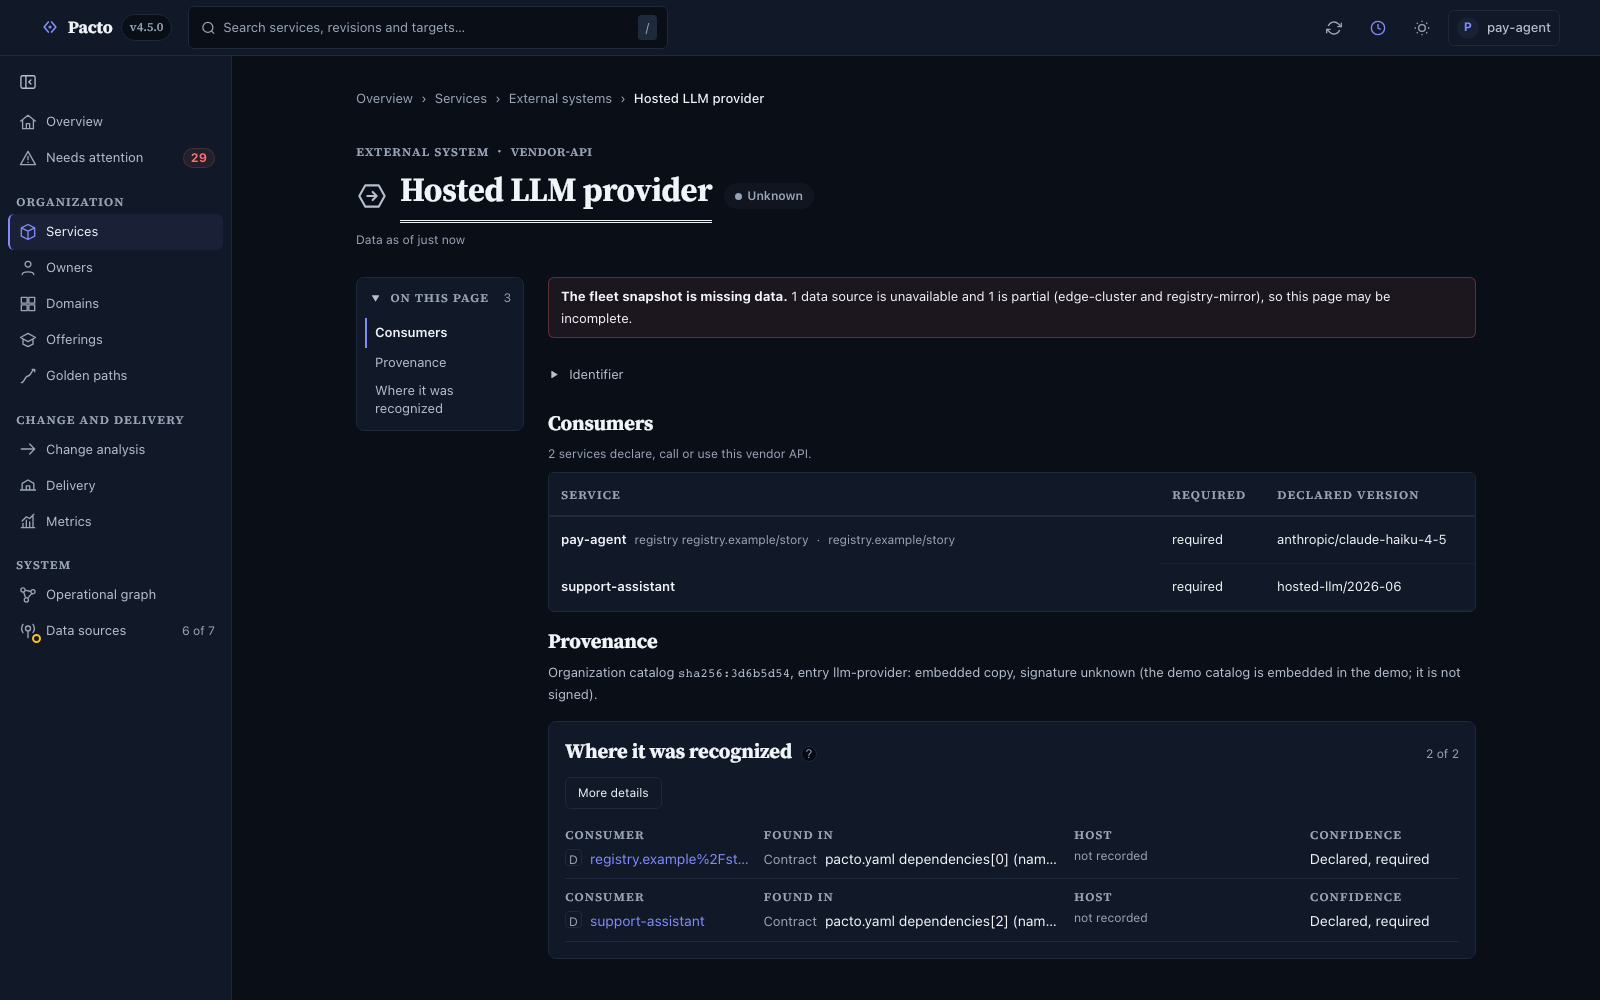 Pacto v4.5.0 Search services, revisions and targets... / P pay-agent
Overview
Needs attention 29
ORGANIZATION
Services
Owners
Domains
Offerings
Golden paths
CHANGE AND DELIVERY
Change analysis
Delivery
Metrics
SYSTEM
Operational graph
Data sources 6 of 7
Overview › Services › External systems › Hosted LLM provider
EXTERNAL SYSTEM · VENDOR-API
Hosted LLM provider Unknown
Data as of just now
ON THIS PAGE 3
Consumers
Provenance
Where it was
recognized
The fleet snapshot is missing data. 1 data source is unavailable and 1 is partial (edge-cluster and registry-mirror), so this page may be
incomplete.
Identifier
Consumers
2 services declare, call or use this vendor API.
SERVICE REQUIRED DECLARED VERSION
pay-agent registry registry.example/story · registry.example/story required anthropic/claude-haiku-4-5
support-assistant required hosted-llm/2026-06
Provenance
Organization catalog sha256:3d6b5d54, entry llm-provider: embedded copy, signature unknown (the demo catalog is embedded in the demo; it is not
signed).
Where it was recognized ? 2 of 2
More details
CONSUMER FOUND IN HOST CONFIDENCE
D registry.example%2Fst... Contract pacto.yaml dependencies[0] (nam... not recorded Declared, required
CONSUMER FOUND IN HOST CONFIDENCE
D support-assistant Contract pacto.yaml dependencies[2] (nam... not recorded Declared, required